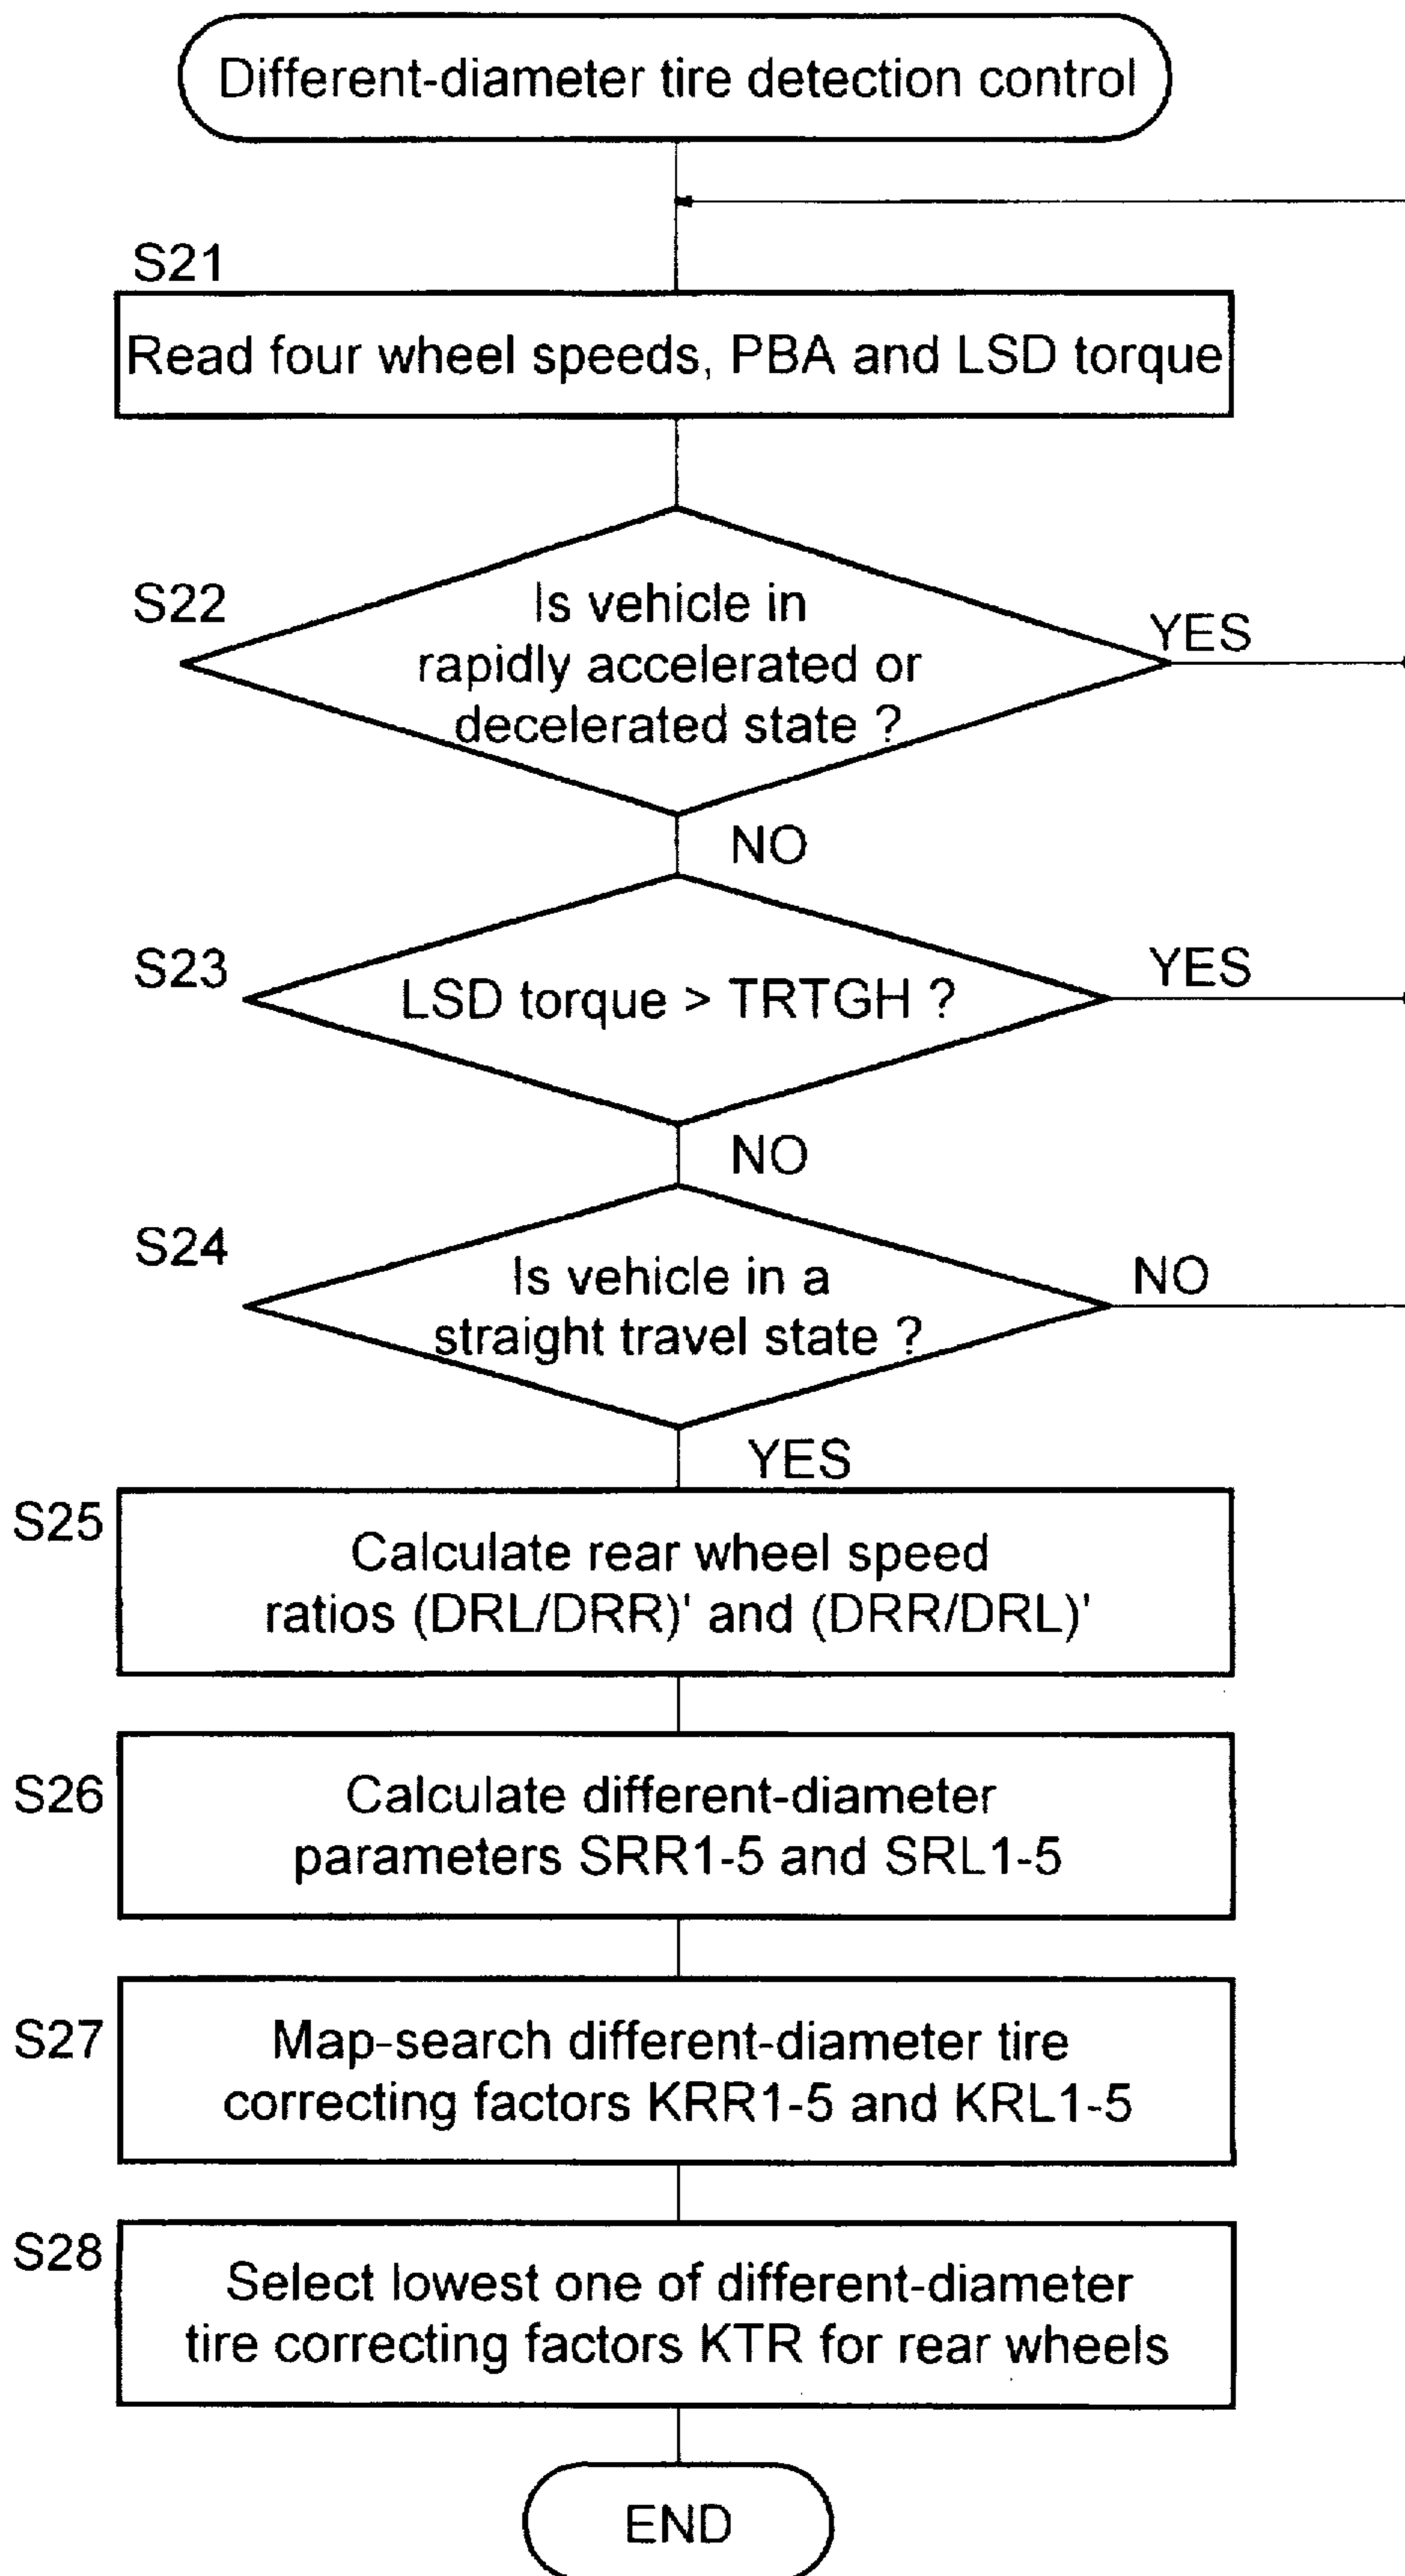 Different-diameter tire detection control
S21
Read four wheel speeds, PBA and LSD torque
S22
Is vehicle in
rapidly accelerated or
decelerated state ?
YES
NO
S23
LSD torque > TRTGH ?
YES
NO
S24
Is vehicle in a
straight travel state ?
NO
YES
S25
Calculate rear wheel speed
ratios (DRL/DRR)' and (DRR/DRL)'
S26
Calculate different-diameter
parameters SRR1-5 and SRL1-5
S27
Map-search different-diameter tire
correcting factors KRR1-5 and KRL1-5
S28
Select lowest one of different-diameter
tire correcting factors KTR for rear wheels
END